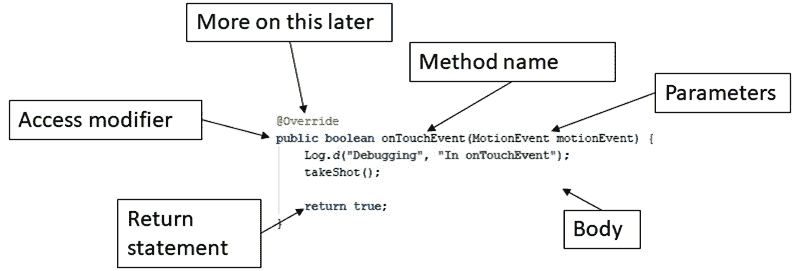 More on this later
Method name
Parameters
Access modifier
@Override
public boolean onTouchEvent(MotionEvent motionEvent) {
Log.d("Debugging", "In onTouchEvent");
takeShot();
return true;
}
Return
statement
Body